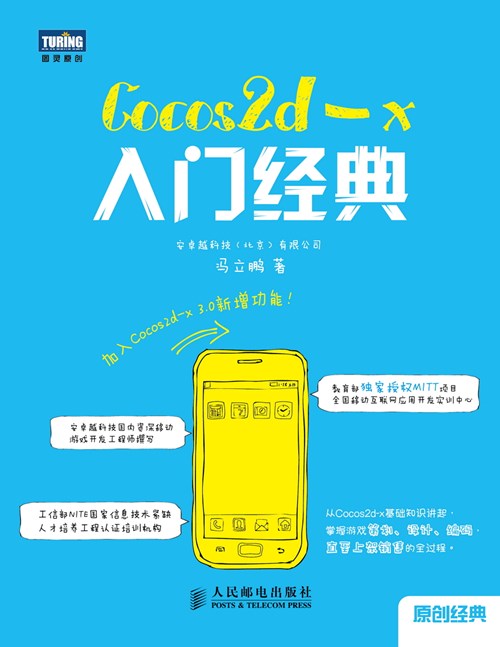 TURING
图灵原创
Cocos2d-x
入门经典
安卓越科技（北京）有限公司
冯立鹏 著
加入Cocos2d-x 3.0新增功能！
教育部独家授权MITT项目
全国移动互联网应用开发实训中心
安卓越科技国内资深移动
游戏开发工程师撰写
工信部NITE国家信息技术紧缺
人才培养工程认证培训机构
从Cocos2d-x基础知识讲起，
掌握游戏策划、设计、编码，
直至上架销售的全过程。
人民邮电出版社
POSTS & TELECOM PRESS
原创经典